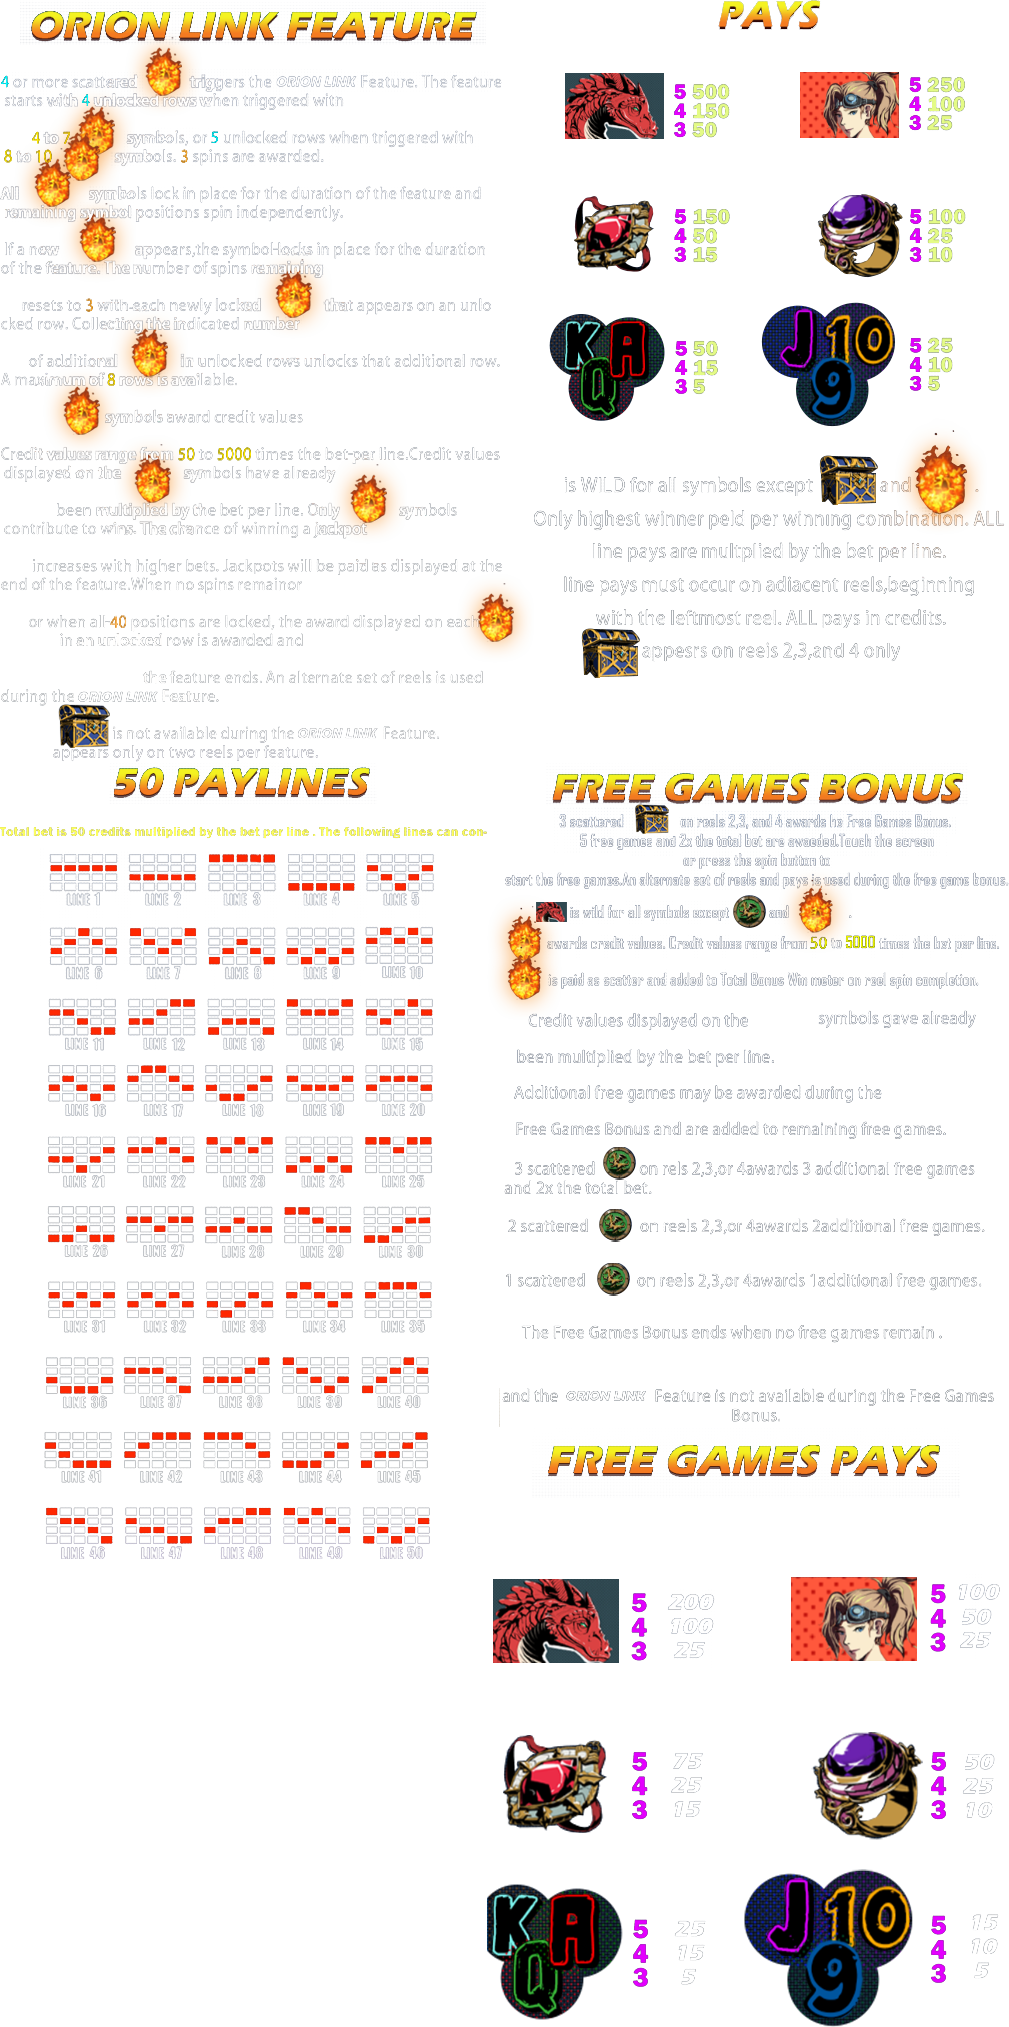 ORION LINK FEATURE
4 or more scattered triggers the ORION LINK Feature. The feature
starts with 4 unlocked rows when triggered with
4 to 7 symbols, or 5 unlocked rows when triggered with
8 to 10 symbols. 3 spins are awarded.
All symbols lock in place for the duration of the feature and
remaining symbol positions spin independently.
If a new appears,the symbol locks in place for the duration
of the feature. The number of spins remaining
resets to 3 with each newly locked that appears on an unlo
cked row. Collecting the indicated number
of additional in unlocked rows unlocks that additional row.
A maximum of 8 rows is available.
symbols award credit values
Credit values range from 50 to 5000 times the bet-per line.Credit values
displayed on the symbols have already
been multiplied by the bet per line. Only symbols
contribute to wins. The chance of winning a Jackpot
increases with higher bets. Jackpots will be paid as displayed at the
end of the feature.When no spins remainor
or when all-40 positions are locked, the award displayed on each
in en unlocked row is awarded and
the feature ends. An alternate set of reels is used
during the ORION LINK Feature.
is not available during the ORION LINK Feature.
appears only on two reels per feature.
PAYS
5 500
4 150
3 50
5 250
4 100
3 25
5 150
4 50
3 15
5 100
4 25
3 10
K A Q
5 50
4 15
3 5
J 10 9
5 25
4 10
3 5
is WILD for all symbols except and .
Only highest winner peld per winning combination. ALL
line pays are multplied by the bet per line.
line pays must occur on adiacent reels,beginning
with the leftmost reel. ALL pays in credits.
appesrs on reeis 2,3,and 4 only
50 PAYLINES
Total bet is 50 credits multiplied by the bet per line . The following lines can con-
LINE 1 LINE 2 LINE 3 LINE 4 LINE 5
LINE 6 LINE 7 LINE 8 LINE 9 LINE 10
LINE 11 LINE 12 LINE 13 LINE 14 LINE 15
LINE 16 LINE 17 LINE 18 LINE 19 LINE 20
LINE 21 LINE 22 LINE 23 LINE 24 LINE 25
LINE 26 LINE 27 LINE 28 LINE 29 LINE 30
LINE 31 LINE 32 LINE 33 LINE 34 LINE 35
LINE 36 LINE 37 LINE 38 LINE 39 LINE 40
LINE 41 LINE 42 LINE 43 LINE 44 LINE 45
LINE 46 LINE 47 LINE 48 LINE 49 LINE 50
FREE GAMES BONUS
3 scattered on reels 2,3, and 4 awards he Free Games Bonus.
5 free games and 2x the total bet are awaeded.Touch the screen
or press the spin button to
start the free games.An alternate set of reels and pays is used during the free game bonus.
is wild for all symbols except and .
awards credit values. Credit values range from 50 to 5000 times the bet per line.
is paid as scatter and added to Total Bonus Win meter on reel spin completion.
Credit values displayed on the symbols gave already
been multiplied by the bet per line.
Additional free games may be awarded during the
Free Games Bonus and are added to remaining free games.
3 scattered on rels 2,3,or 4awards 3 additional free games
and 2x the total bet.
2 scattered on reels 2,3,or 4awards 2additional free games.
1 scattered on reels 2,3,or 4awards 1additional free games.
The Free Games Bonus ends when no free games remain .
and the ORION LINK Feature is not available during the Free Games
Bonus.
FREE GAMES PAYS
5 200
4 100
3 25
5 100
4 50
3 25
5 75
4 25
3 15
5 50
4 25
3 10
K A Q
5 25
4 15
3 5
J 10 9
5 15
4 10
3 5